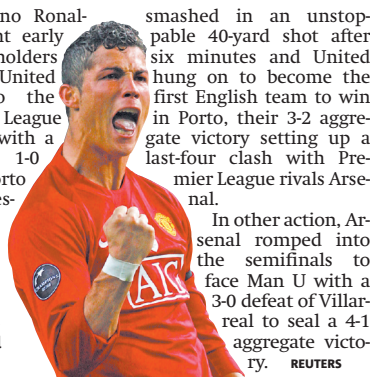 no Ronal-
early
holders
United
the
League
with a
1-0
smashed in an unstop-
pable 40-yard shot after
six minutes and United
hung on to become the
first English team to win
in Porto, their 3-2 aggre-
gate victory setting up a
last-four clash with Pre-
mier League rivals Arse-
nal.
In other action, Ar-
senal romped into
the semifinals to
face Man U with a
3-0 defeat of Villar-
real to seal a 4-1
aggregate victo-
ry. REUTERS
AIG